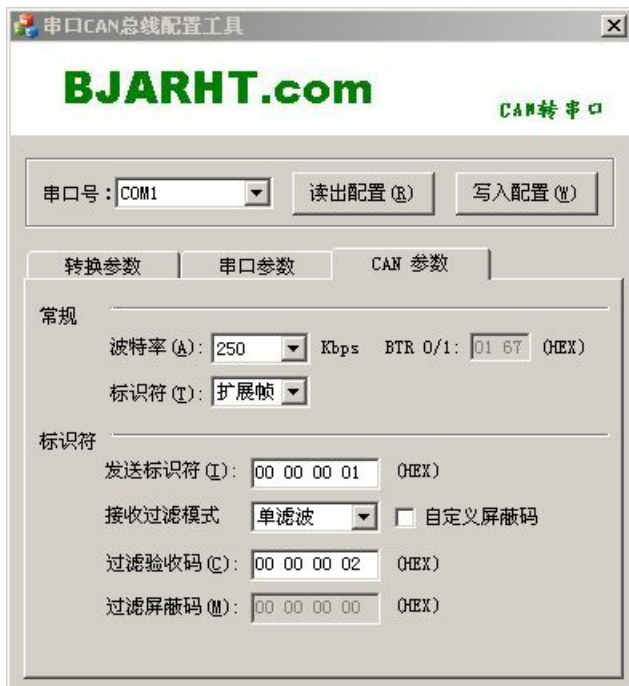 串口CAN总线配置工具
BJARHT.com
CAN转串口
串口号: COM1 读出配置(R) 写入配置(W)
转换参数 串口参数 CAN 参数
常规
波特率(A): 250 Kbps BTR 0/1: 01 67 (HEX)
标识符(T): 扩展帧
标识符
发送标识符(I): 00 00 00 01 (HEX)
接收过滤模式 单滤波 自定义屏蔽码
过滤验收码(C): 00 00 00 02 (HEX)
过滤屏蔽码(M): 00 00 00 00 (HEX)